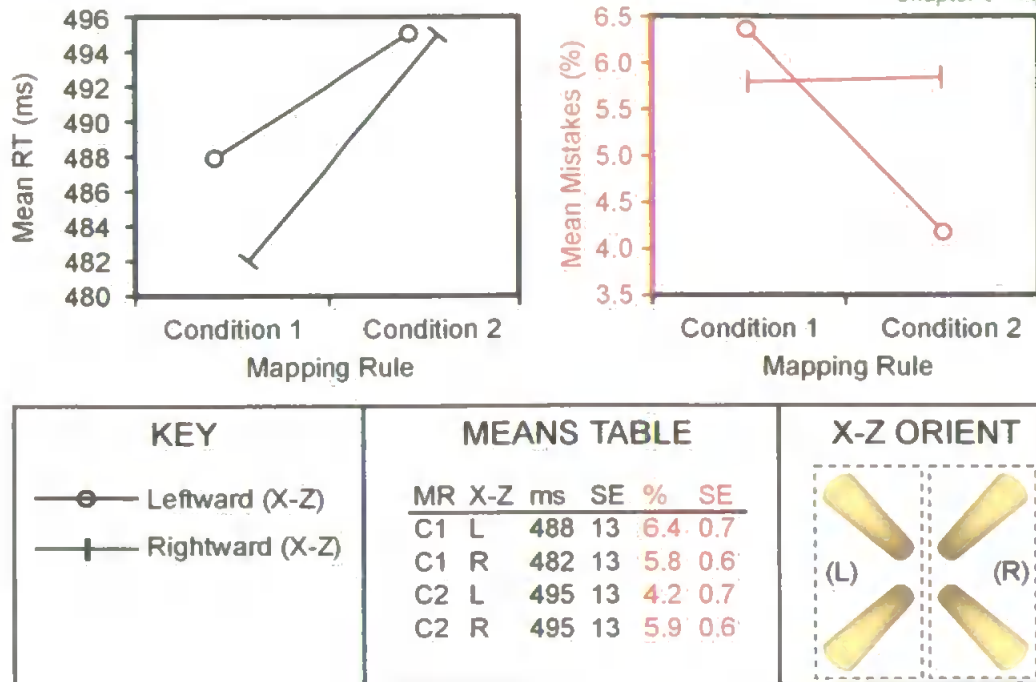 496
494
492
490
488
486
484
482
480
Mean RT (ms)
Condition 1 Condition 2
Mapping Rule
6.5
6.0
5.5
5.0
4.5
4.0
3.5
Mean Mistakes (%)
Condition 1 Condition 2
Mapping Rule
KEY
Leftward (X-Z)
Rightward (X-Z)
MEANS TABLE
MR X-Z ms SE % SE
C1 L 488 13 6.4 0.7
C1 R 482 13 5.8 0.6
C2 L 495 13 4.2 0.7
C2 R 495 13 5.9 0.6
X-Z ORIENT
(L) (R)